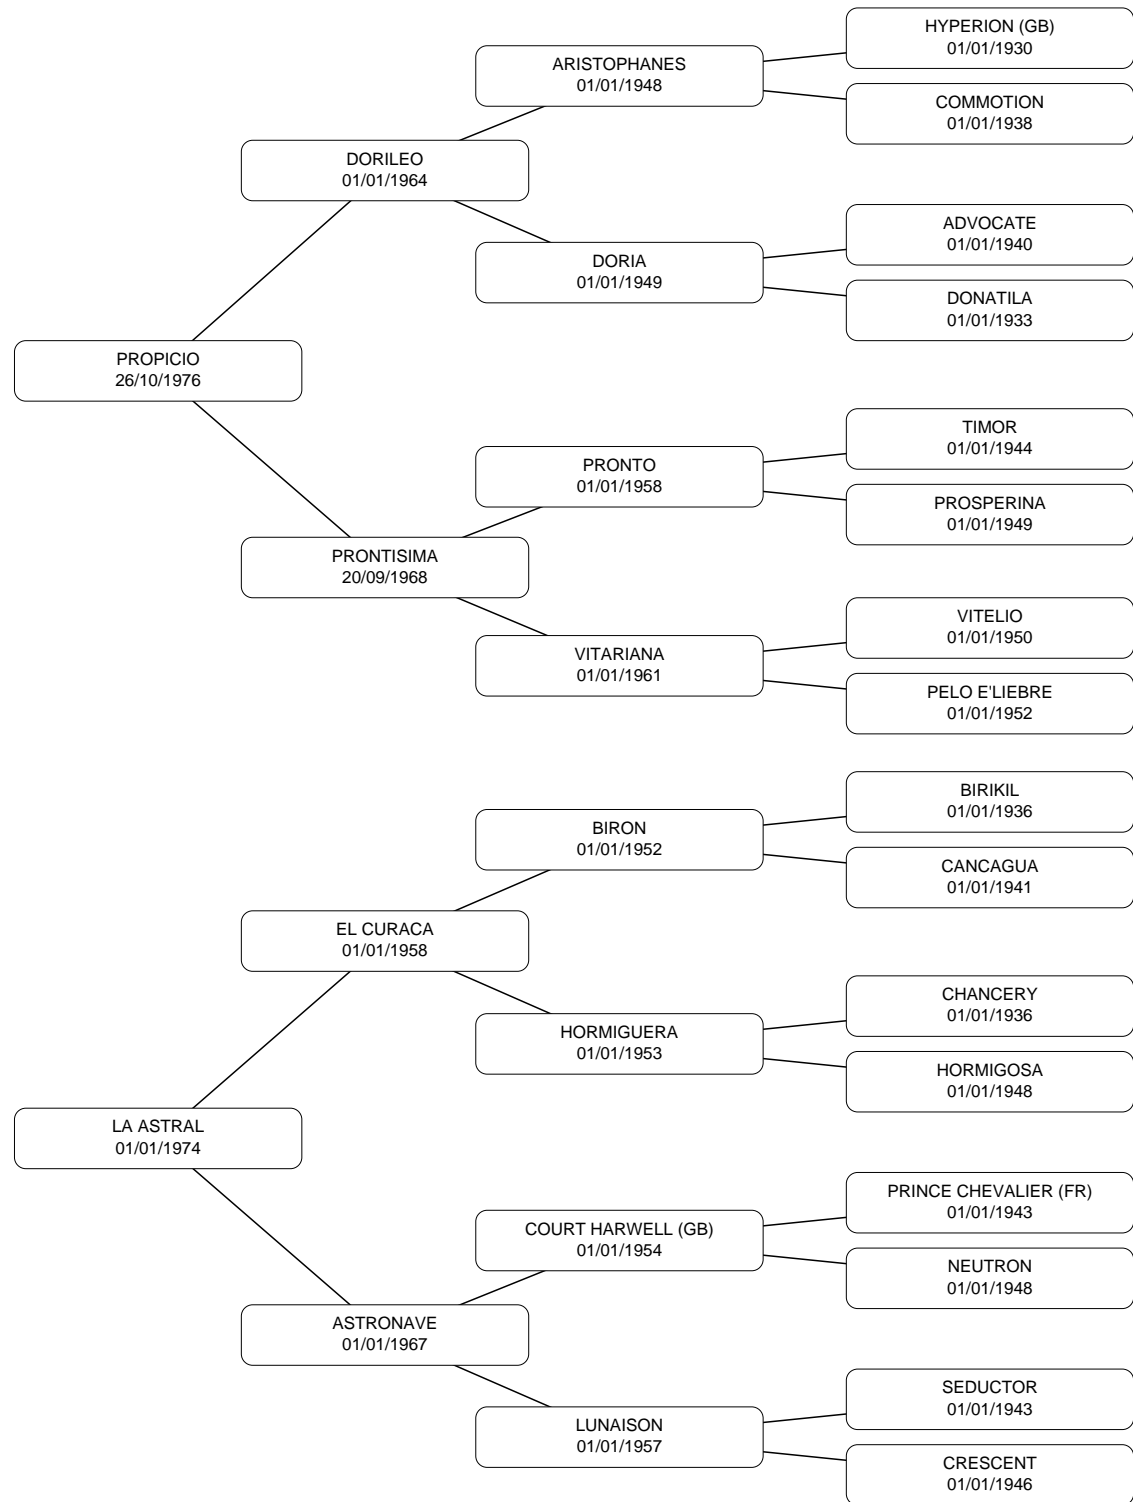 HYPERION (GB)
01/01/1930
ARISTOPHANES
01/01/1948
COMMOTION
01/01/1938
DORILEO
01/01/1964
ADVOCATE
01/01/1940
DORIA
01/01/1949
DONATILA
01/01/1933
PROPICIO
26/10/1976
TIMOR
01/01/1944
PRONTO
01/01/1958
PROSPERINA
01/01/1949
PRONTISIMA
20/09/1968
VITELIO
01/01/1950
VITARIANA
01/01/1961
PELO E'LIEBRE
01/01/1952
BIRIKIL
01/01/1936
BIRON
01/01/1952
CANCAGUA
01/01/1941
EL CURACA
01/01/1958
CHANCERY
01/01/1936
HORMIGUERA
01/01/1953
HORMIGOSA
01/01/1948
LA ASTRAL
01/01/1974
PRINCE CHEVALIER (FR)
01/01/1943
COURT HARWELL (GB)
01/01/1954
NEUTRON
01/01/1948
ASTRONAVE
01/01/1967
SEDUCTOR
01/01/1943
LUNAISON
01/01/1957
CRESCENT
01/01/1946